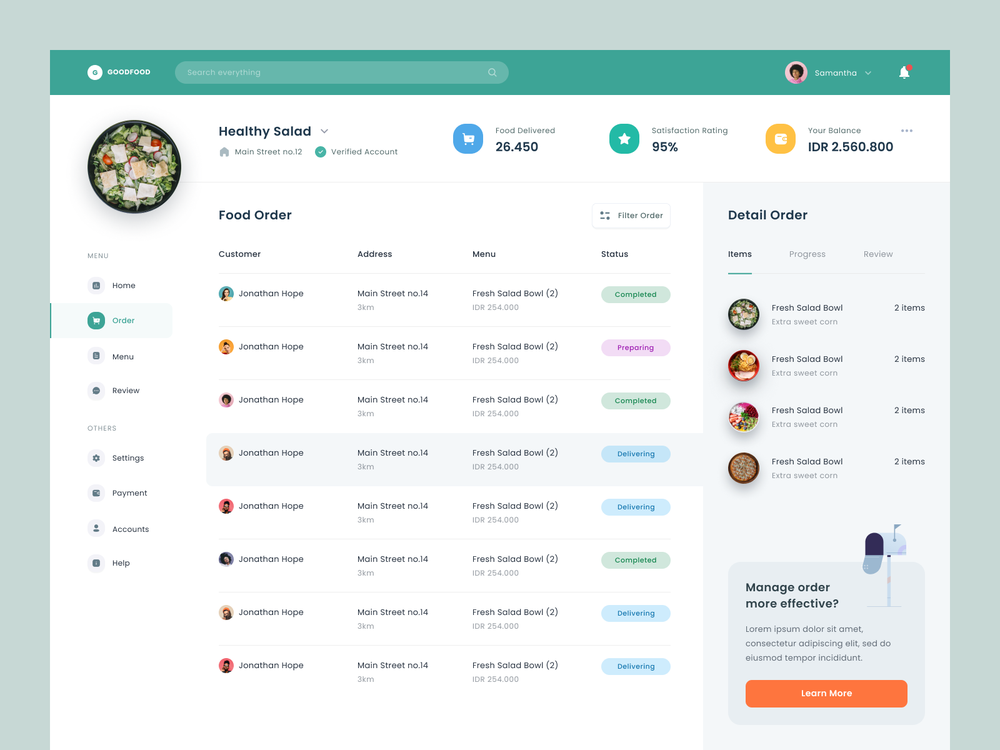 G GOODFOOD
Search everything
Samantha
Healthy Salad
Main Street no.12
Verified Account
Food Delivered
26.450
Satisfaction Rating
95%
Your Balance
IDR 2.560.800
MENU
Home
Order
Menu
Review
OTHERS
Settings
Payment
Accounts
Help
Food Order
Filter Order
Customer Address Menu Status
Jonathan Hope Main Street no.14 Fresh Salad Bowl (2) Completed
3km IDR 254.000
Jonathan Hope Main Street no.14 Fresh Salad Bowl (2) Preparing
3km IDR 254.000
Jonathan Hope Main Street no.14 Fresh Salad Bowl (2) Completed
3km IDR 254.000
Jonathan Hope Main Street no.14 Fresh Salad Bowl (2) Delivering
3km IDR 254.000
Jonathan Hope Main Street no.14 Fresh Salad Bowl (2) Delivering
3km IDR 254.000
Jonathan Hope Main Street no.14 Fresh Salad Bowl (2) Completed
3km IDR 254.000
Jonathan Hope Main Street no.14 Fresh Salad Bowl (2) Delivering
3km IDR 254.000
Jonathan Hope Main Street no.14 Fresh Salad Bowl (2) Delivering
3km IDR 254.000
Detail Order
Items Progress Review
Fresh Salad Bowl 2 items
Extra sweet corn
Fresh Salad Bowl 2 items
Extra sweet corn
Fresh Salad Bowl 2 items
Extra sweet corn
Fresh Salad Bowl 2 items
Extra sweet corn
Manage order
more effective?
Lorem ipsum dolor sit amet,
consectetur adipiscing elit, sed do
eiusmod tempor incididunt.
Learn More